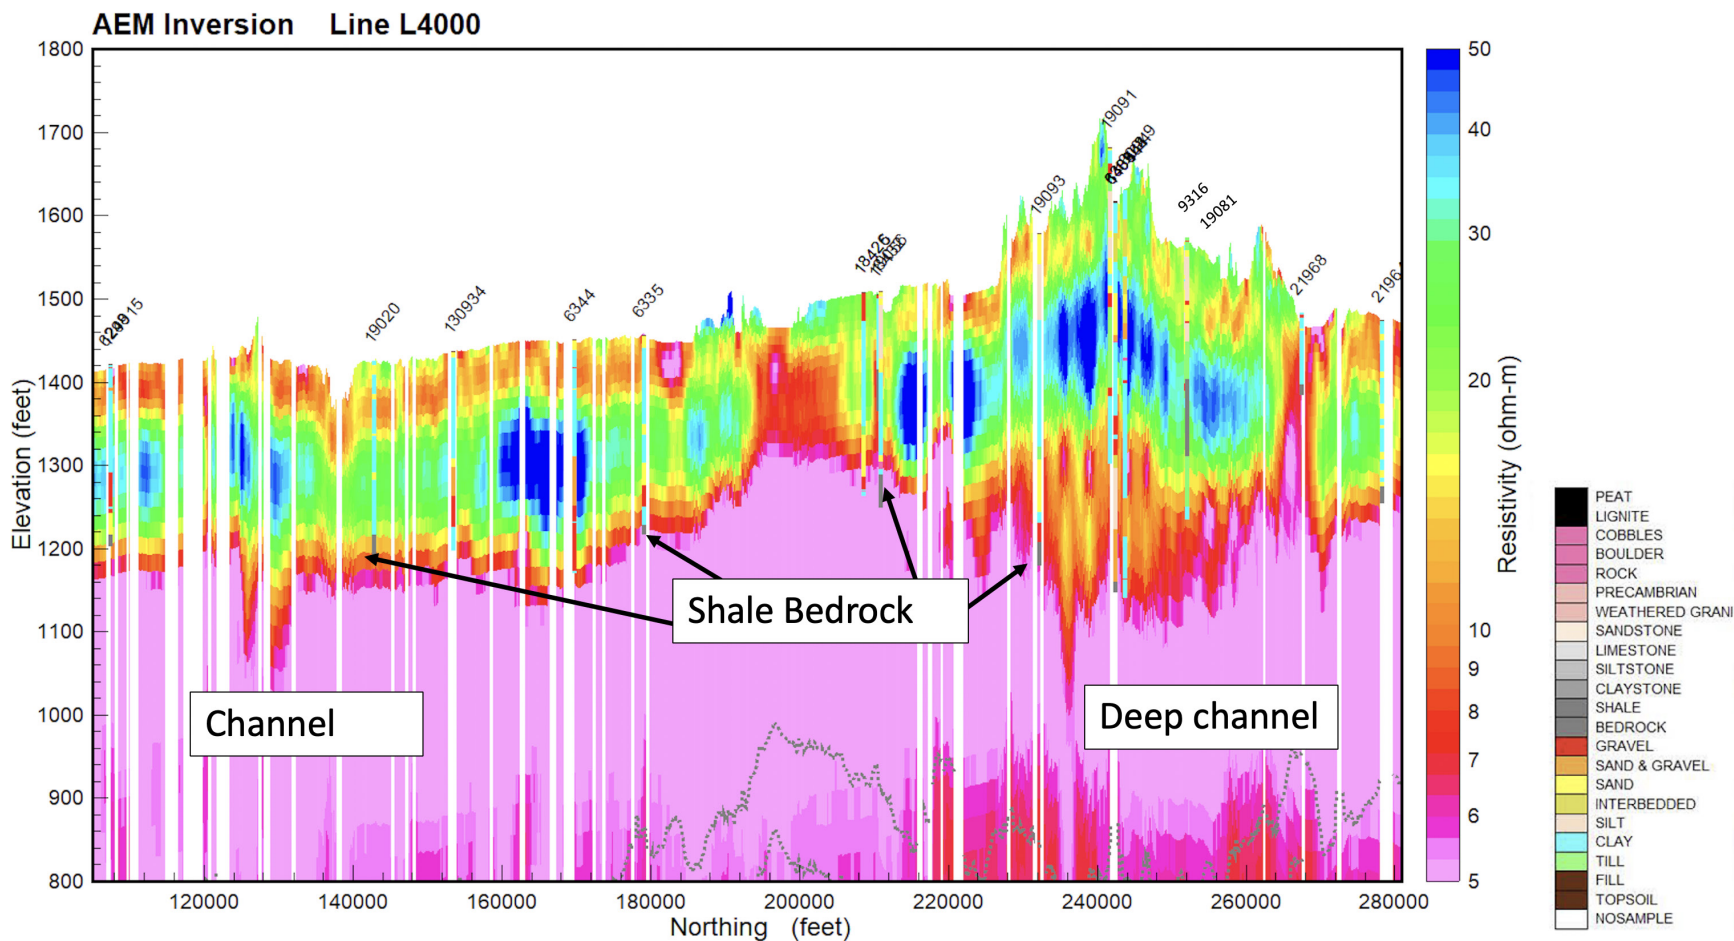 AEM Inversion Line L4000
1800
1700
1600
1500
1400
1300
1200
1100
1000
900
800
Elevation (feet)
19020
130934
6344
6335
18426
19093
19091
9316
19081
21968
Shale Bedrock
Channel
Deep channel
120000
140000
160000
180000
200000
220000
240000
260000
280000
Northing (feet)
50
40
30
20
10
9
8
7
6
5
Resistivity (ohm-m)
PEAT
LIGNITE
COBBLES
BOULDER
ROCK
PRECAMBRIAN
WEATHERED GRANI
SANDSTONE
LIMESTONE
SILTSTONE
CLAYSTONE
SHALE
BEDROCK
GRAVEL
SAND & GRAVEL
SAND
INTERBEDDED
SILT
CLAY
TILL
FILL
TOPSOIL
NOSAMPLE